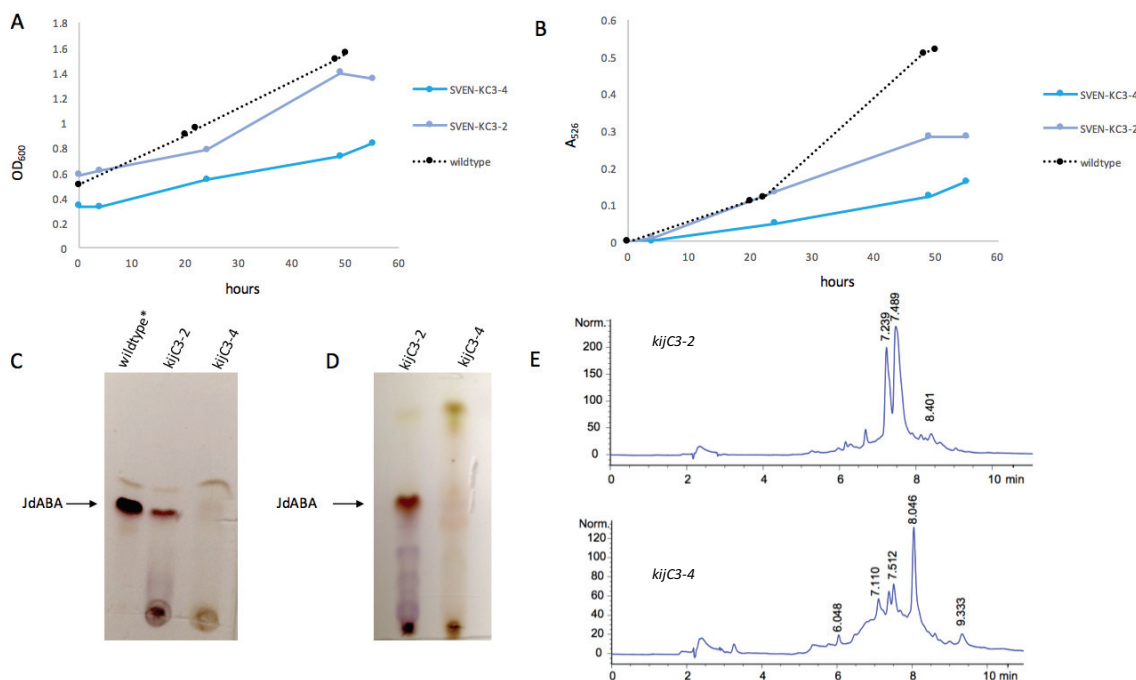 A
1.8
1.6
1.4
1.2
1
0.8
0.6
0.4
0.2
0
OD600
0
10
20
30
40
50
60
hours
SVEN-KC3-4
SVEN-KC3-2
wildtype
B
0.6
0.5
0.4
0.3
0.2
0.1
0
A526
0
10
20
30
40
50
60
hours
SVEN-KC3-4
SVEN-KC3-2
wildtype
C
wildtype*
kijC3-2
kijC3-4
JdABA
D
kijC3-2
kijC3-4
JdABA
E
Norm.
kijC3-2
200
150
100
50
0
7.239
7.489
8.401
0
2
4
6
8
10 min
Norm.
kijC3-4
120
100
80
60
40
20
0
6.048
7.110
7.512
8.046
9.333
0
2
4
6
8
10 min